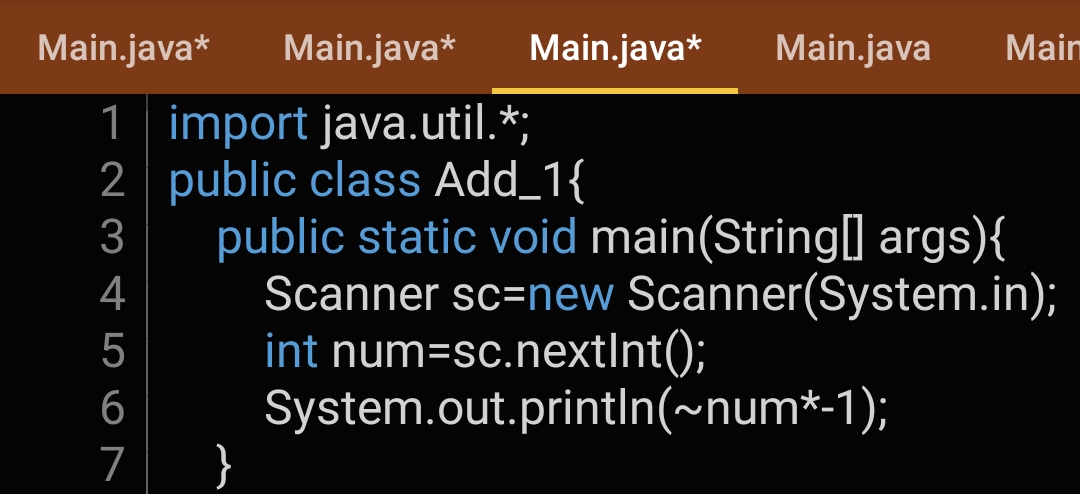 Main.java* Main.java* Main.java* Main.java Main
1 import java.util.*;
2 public class Add_1{
3 public static void main(String[] args){
4 Scanner sc=new Scanner(System.in);
5 int num=sc.nextInt();
6 System.out.println(~num*-1);
7 }